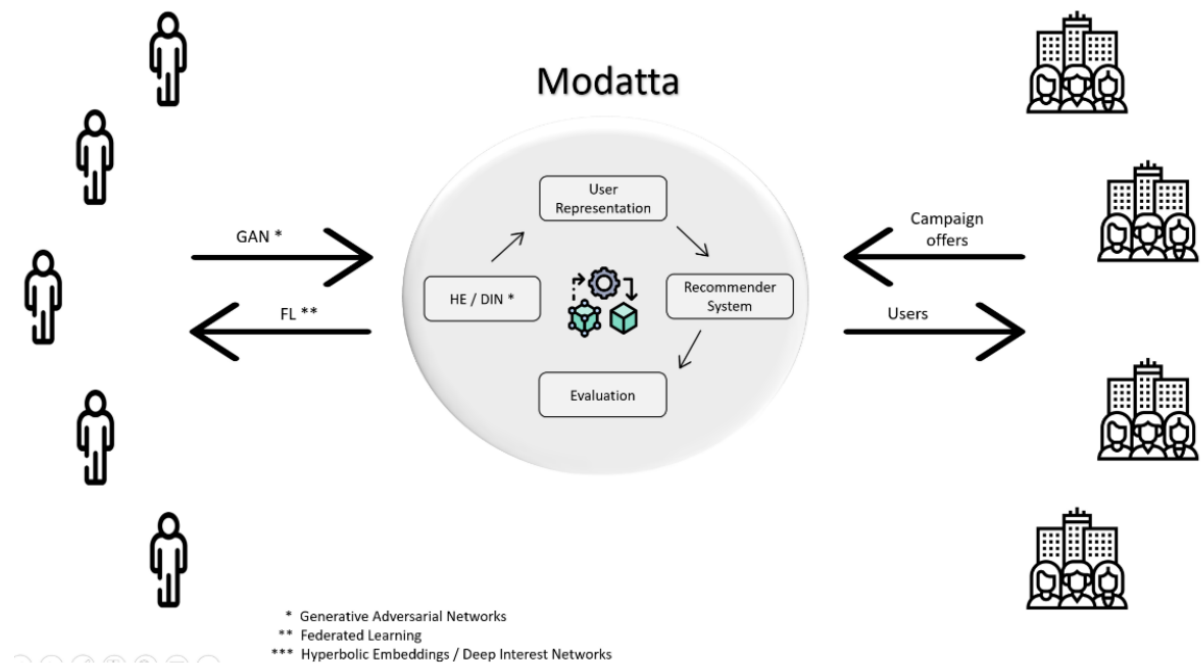 Modatta
User
Representation
GAN *
Campaign
offers
HE / DIN *
Recommender
System
FL **
Users
Evaluation
* Generative Adversarial Networks
** Federated Learning
*** Hyperbolic Embeddings / Deep Interest Networks